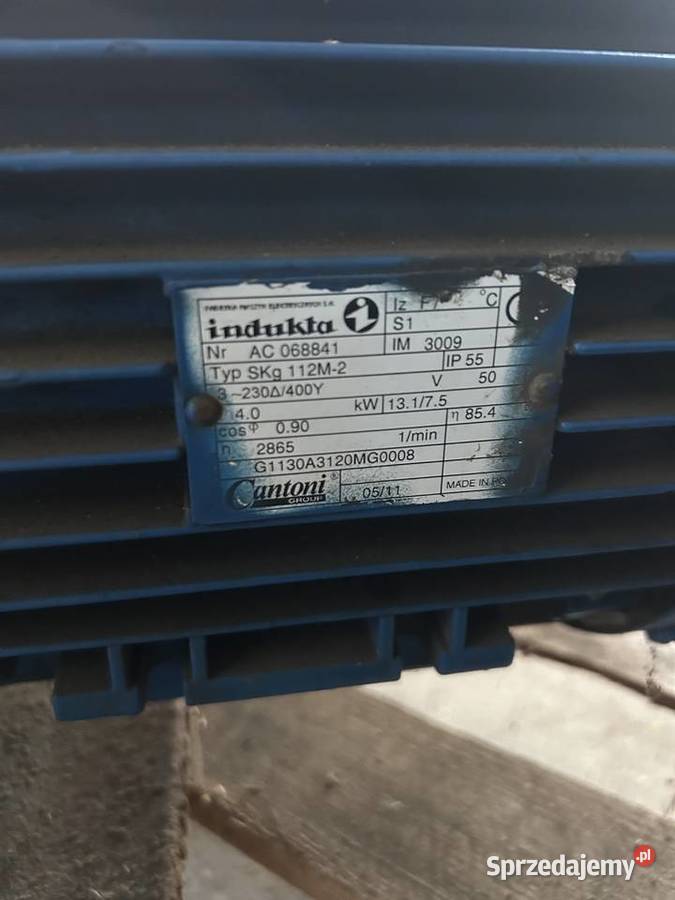 indukta
Iz F/ °C
S1
Nr AC 068841
IM 3009
Typ SKg 112M-2
IP 55
3 ~230Δ/400Y V 50
4.0 kW 13.1/7.5
cosφ 0.90 η 85.4
n 2865 1/min
G1130A3120MG0008
Cantoni®
GROUP
05/11
MADE IN
Sprzedajemy.pl